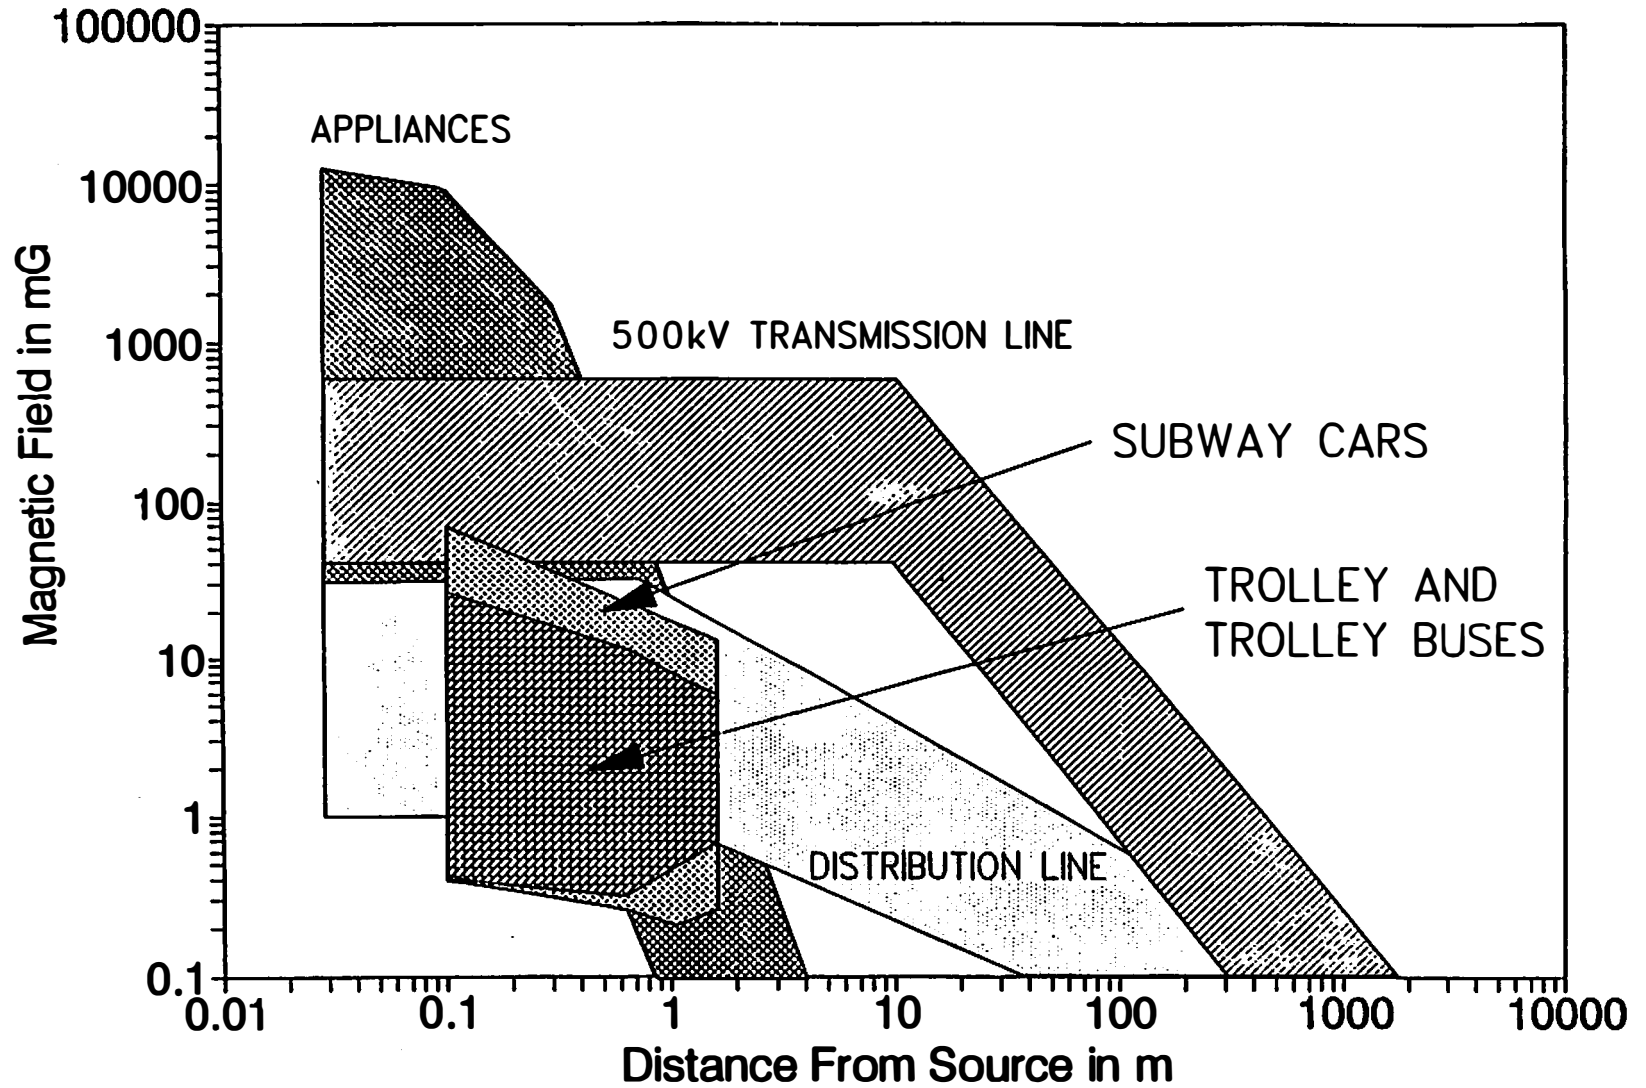 100000
APPLIANCES
10000
1000
500kV TRANSMISSION LINE
SUBWAY CARS
100
TROLLEY AND
TROLLEY BUSES
10
1
DISTRIBUTION LINE
0.1
0.01 0.1 1 10 100 1000 10000
Distance From Source in m
Magnetic Field in mG